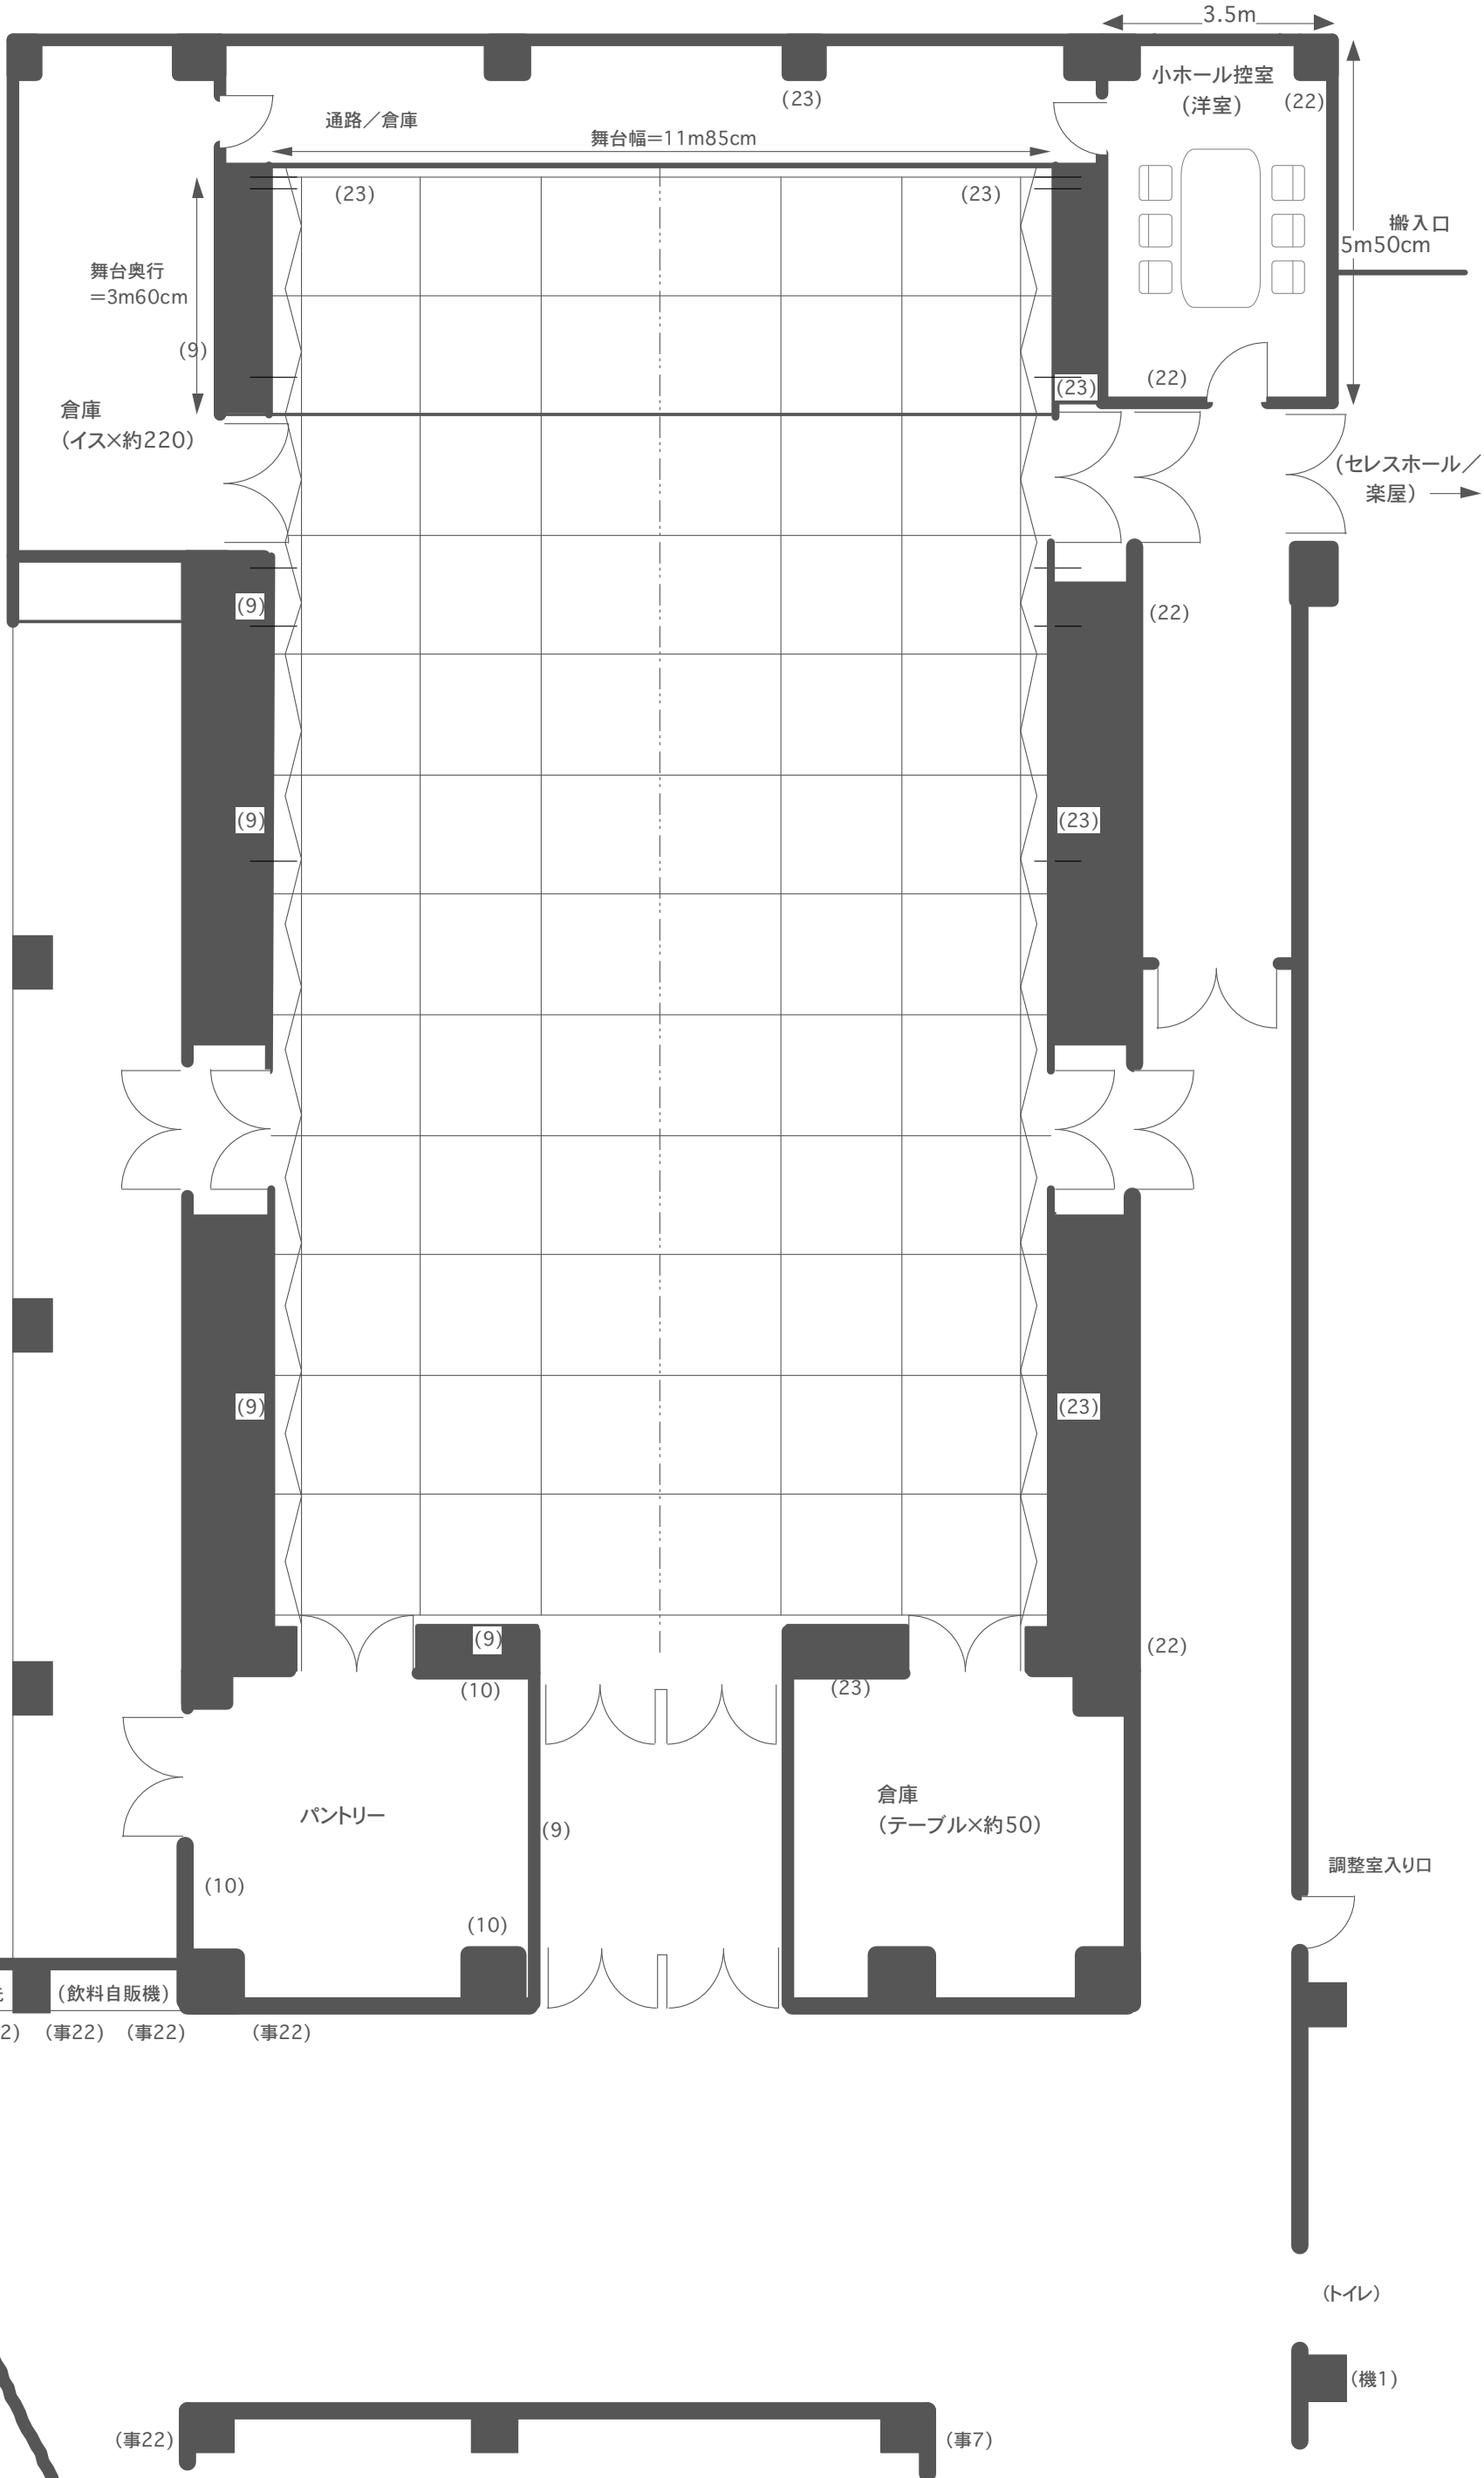 3.5m
小ホール控室
（洋室）
(22)
(23)
通路／倉庫
舞台幅＝11m85cm
(23)
(23)
搬入口
5m50cm
舞台奥行
＝3m60cm
(9)
(23)
(22)
倉庫
（イス×約220）
（セレスホール／
楽屋）
(9)
(22)
(9)
(23)
(9)
(23)
(9)
(22)
(10)
(23)
倉庫
（テーブル×約50）
パントリー
(9)
調整室入り口
(10)
(10)
（飲料自販機）
2)
（事22）
（事22）
（事22）
（トイレ）
（機1）
（事22）
（事7）